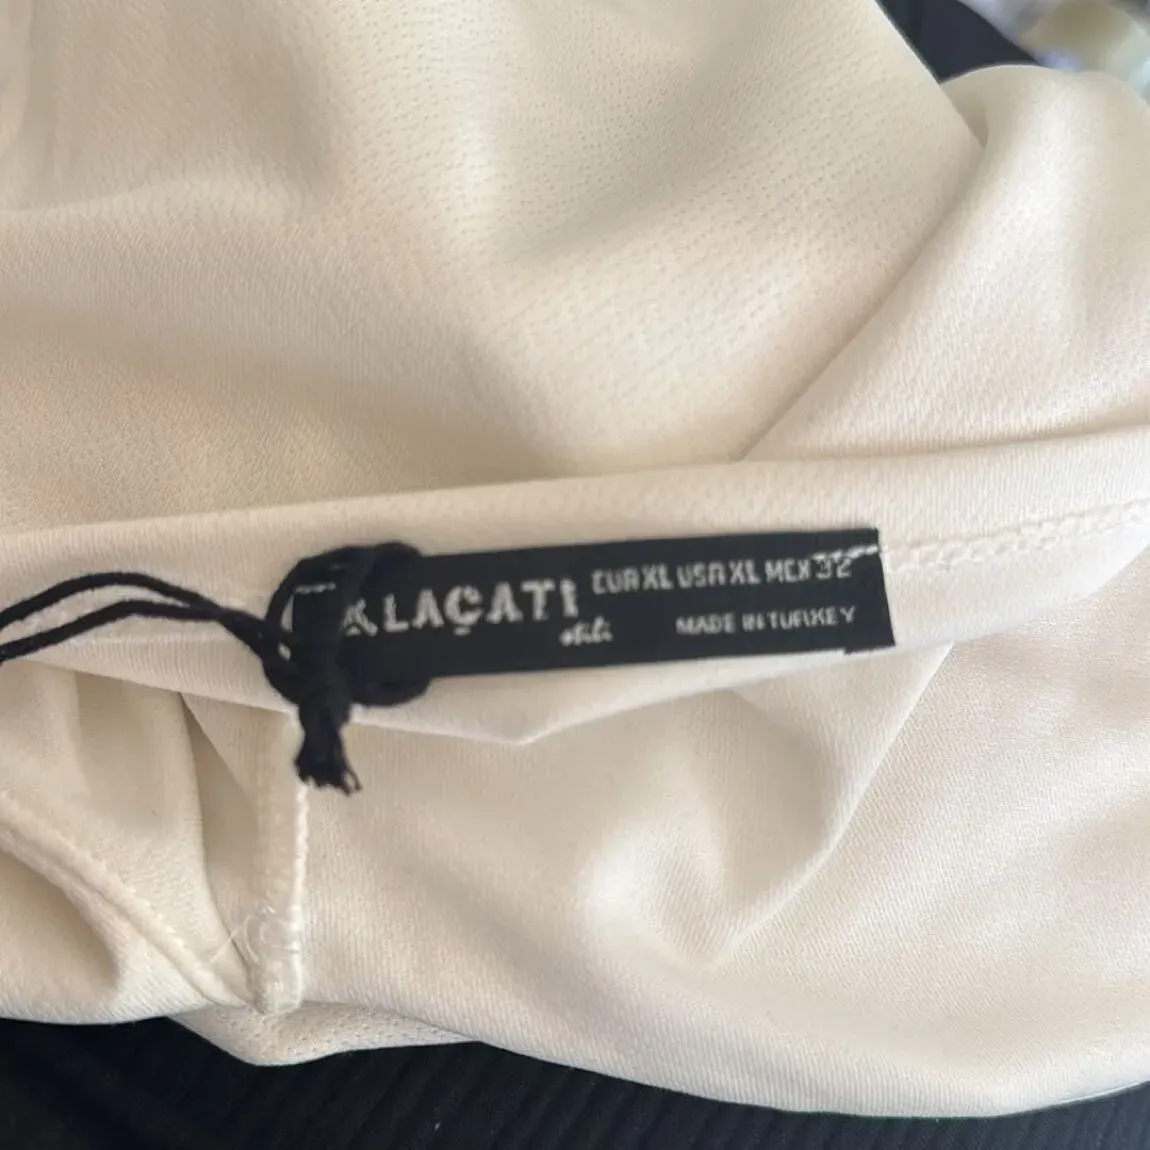 ALAÇATI
stili
EUR XL USA XL MEX 32
MADE IN TURKEY